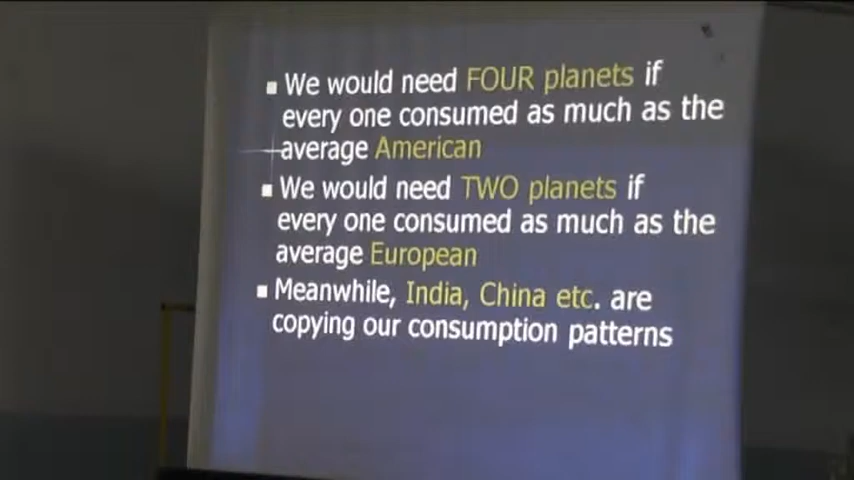 We would need FOUR planets if
every one consumed as much as the
average American
We would need TWO planets if
every one consumed as much as the
average European
Meanwhile, India, China etc. are
copying our consumption patterns